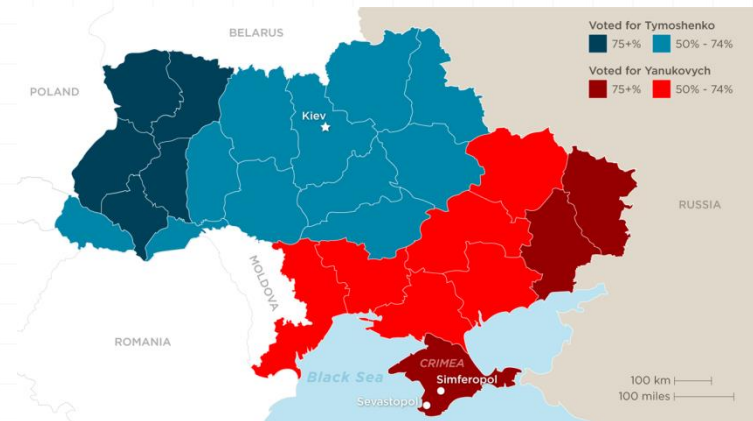 Voted for Tymoshenko
75+% 50% - 74%
Voted for Yanukovych
75+% 50% - 74%
BELARUS
POLAND
Kiev
RUSSIA
MOLDOVA
ROMANIA
CRIMEA
Black Sea
Simferopol
Sevastopol
100 km
100 miles